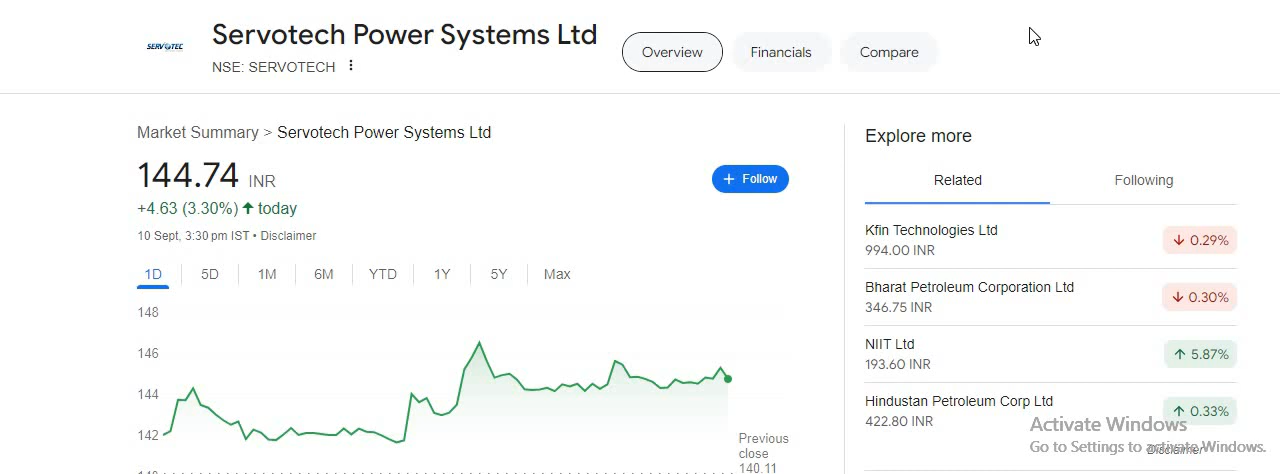 SERVOTEC
Servotech Power Systems Ltd
NSE: SERVOTECH
Overview
Financials
Compare
Market Summary > Servotech Power Systems Ltd
144.74 INR
+ Follow
+4.63 (3.30%) ↑ today
10 Sept, 3:30 pm IST • Disclaimer
1D
5D
1M
6M
YTD
1Y
5Y
Max
148
146
144
142
Previous
close
140.11
Explore more
Related
Following
Kfin Technologies Ltd
994.00 INR
↓ 0.29%
Bharat Petroleum Corporation Ltd
346.75 INR
↓ 0.30%
NIIT Ltd
193.60 INR
↑ 5.87%
Hindustan Petroleum Corp Ltd
422.80 INR
↑ 0.33%
Activate Windows
Go to Settings to activate Windows.
Disclaimer